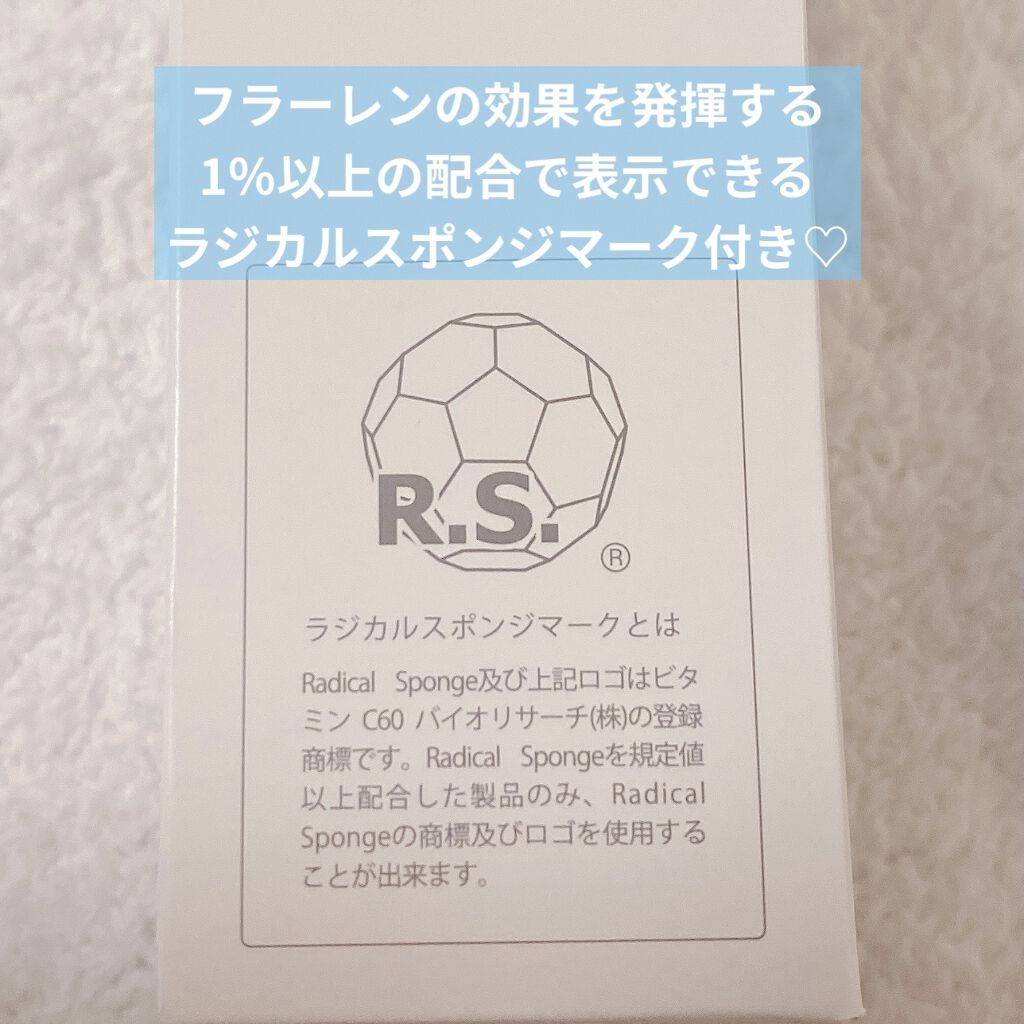 フラーレンの効果を発揮する
1%以上の配合で表示できる
ラジカルスポンジマーク付き♡
R.S.
®
ラジカルスポンジマークとは
Radical Sponge及び上記ロゴはビタ
ミン C60 バイオリサーチ(株)の登録
商標です。Radical Spongeを規定値
以上配合した製品のみ、Radical
Spongeの商標及びロゴを使用する
ことが出来ます。